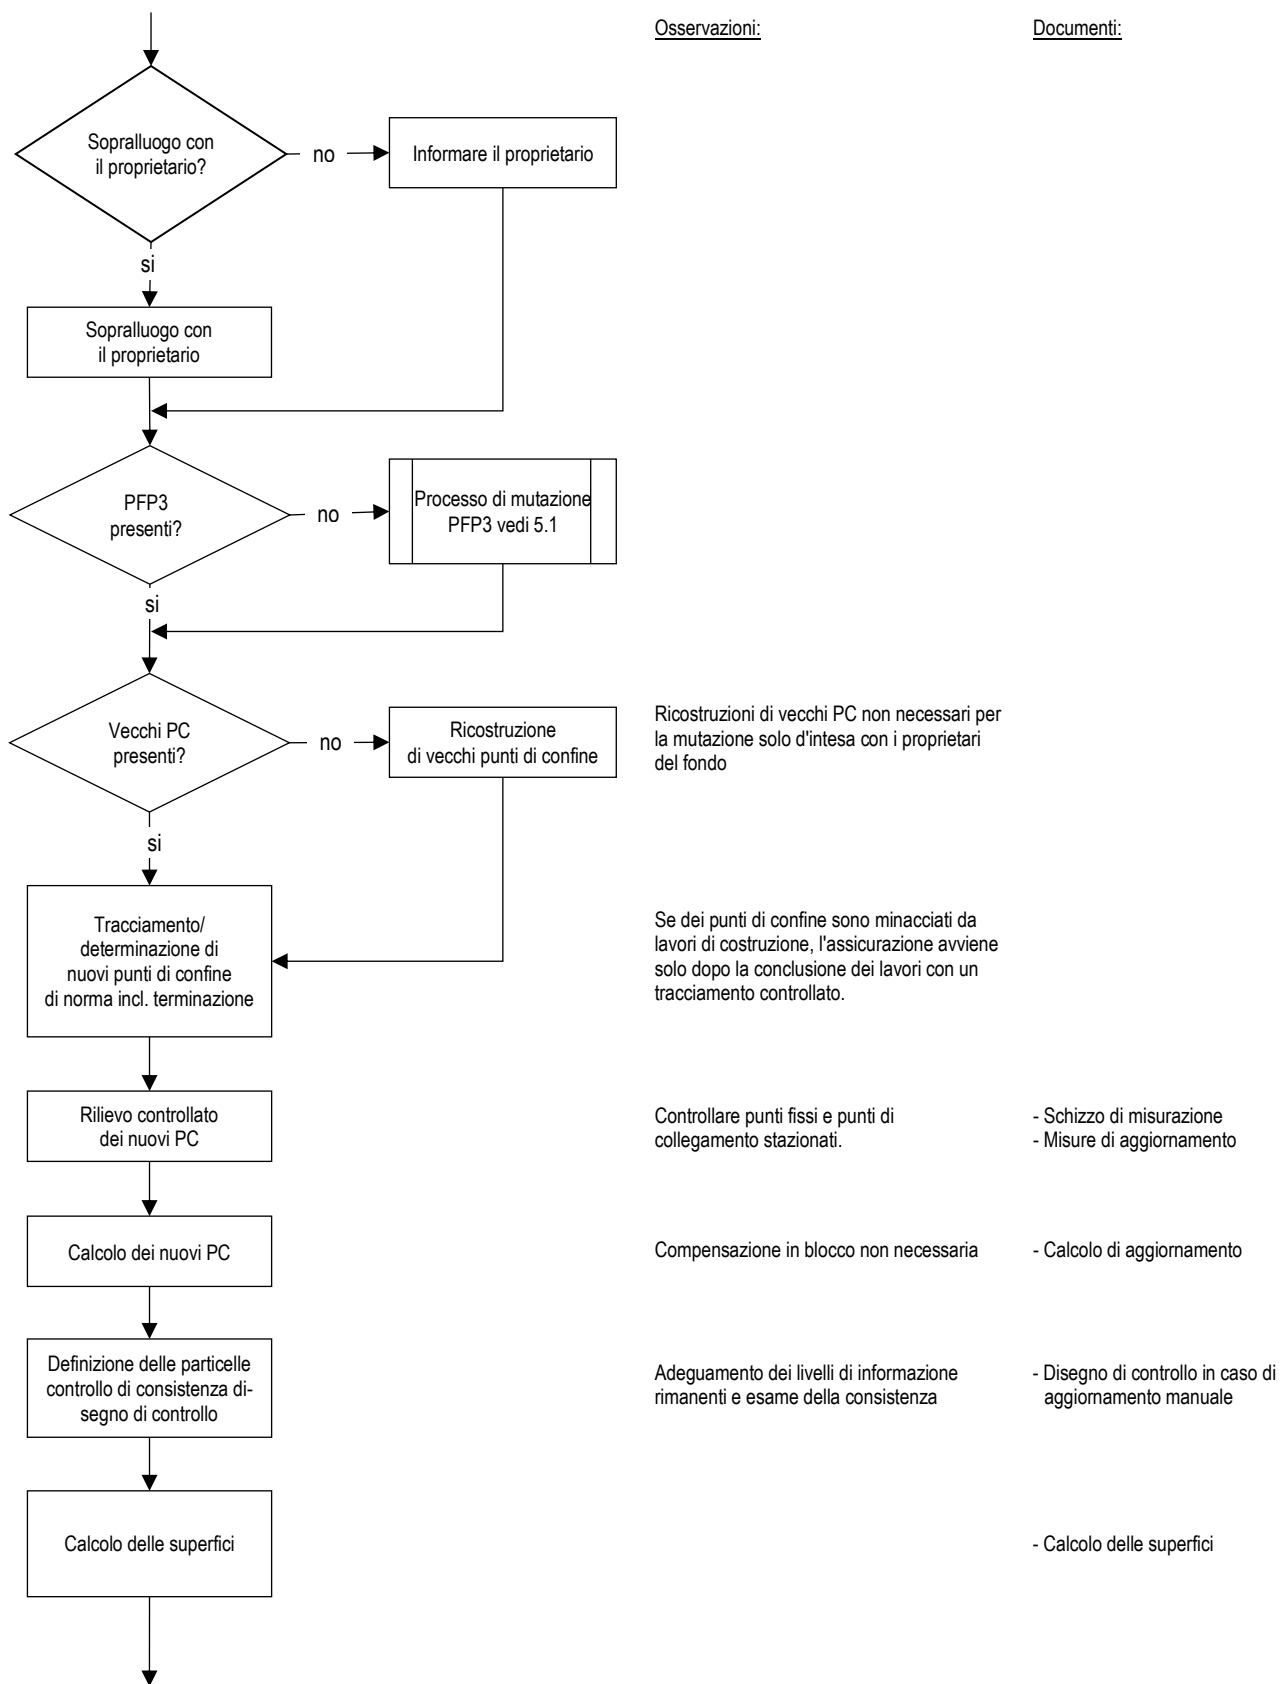 Osservazioni:
Documenti:
Sopralluogo con
il proprietario?
no
Informare il proprietario
si
Sopralluogo con
il proprietario
PFP3
presenti?
no
Processo di mutazione
PFP3 vedi 5.1
si
Vecchi PC
presenti?
no
Ricostruzione
di vecchi punti di confine
Ricostruzioni di vecchi PC non necessari per
la mutazione solo d'intesa con i proprietari
del fondo
si
Tracciamento/
determinazione di
nuovi punti di confine
di norma incl. terminazione
Se dei punti di confine sono minacciati da
lavori di costruzione, l'assicurazione avviene
solo dopo la conclusione dei lavori con un
tracciamento controllato.
Rilievo controllato
dei nuovi PC
Controllare punti fissi e punti di
collegamento stazionati.
- Schizzo di misurazione
- Misure di aggiornamento
Calcolo dei nuovi PC
Compensazione in blocco non necessaria
- Calcolo di aggiornamento
Definizione delle particelle
controllo di consistenza di-
segno di controllo
Adeguamento dei livelli di informazione
rimanenti e esame della consistenza
- Disegno di controllo in caso di
aggiornamento manuale
Calcolo delle superfici
- Calcolo delle superfici